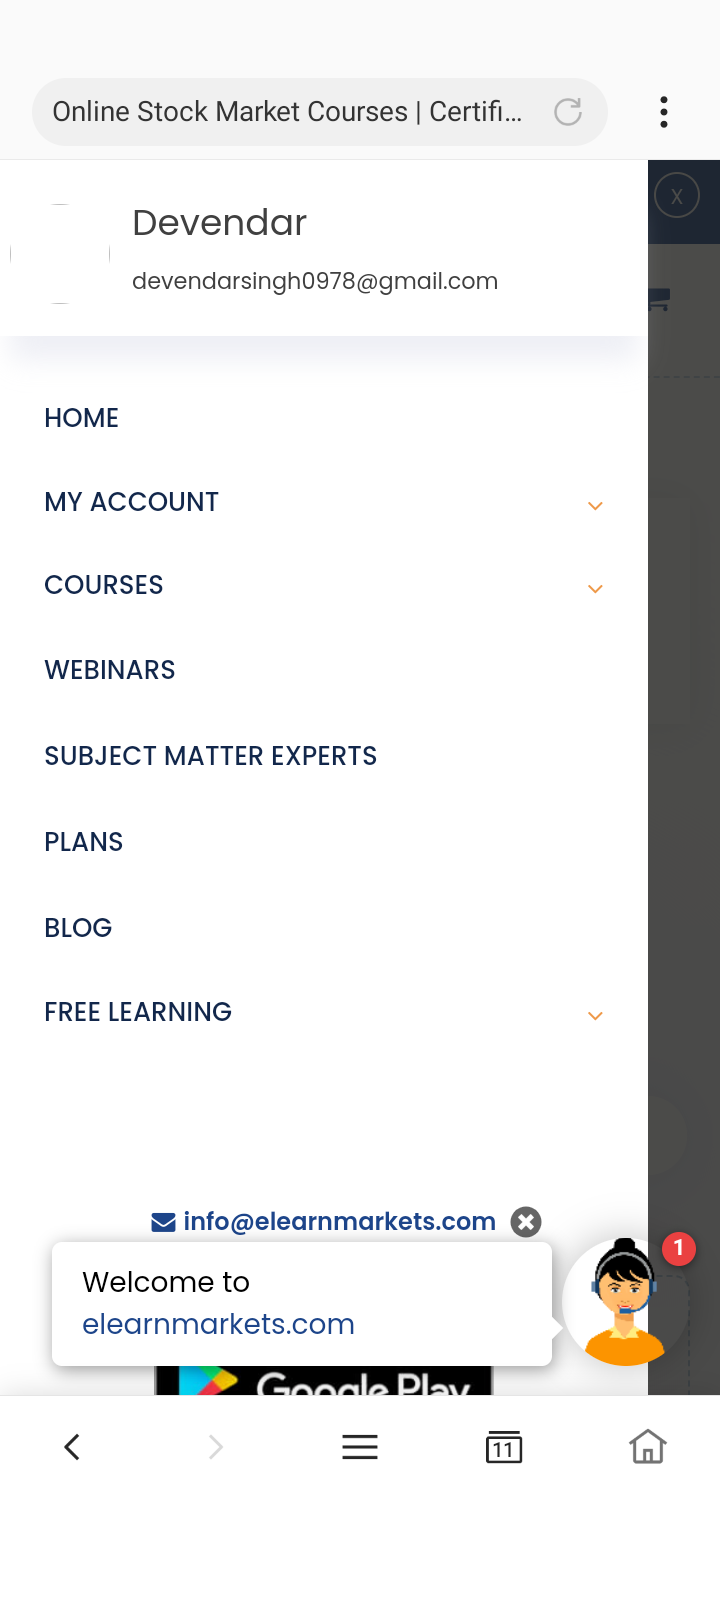 Online Stock Market Courses | Certifi...
X
Devendar
devendarsingh0978@gmail.com
HOME
MY ACCOUNT
COURSES
WEBINARS
SUBJECT MATTER EXPERTS
PLANS
BLOG
FREE LEARNING
info@elearnmarkets.com
1
Welcome to
elearnmarkets.com
Google Play
11